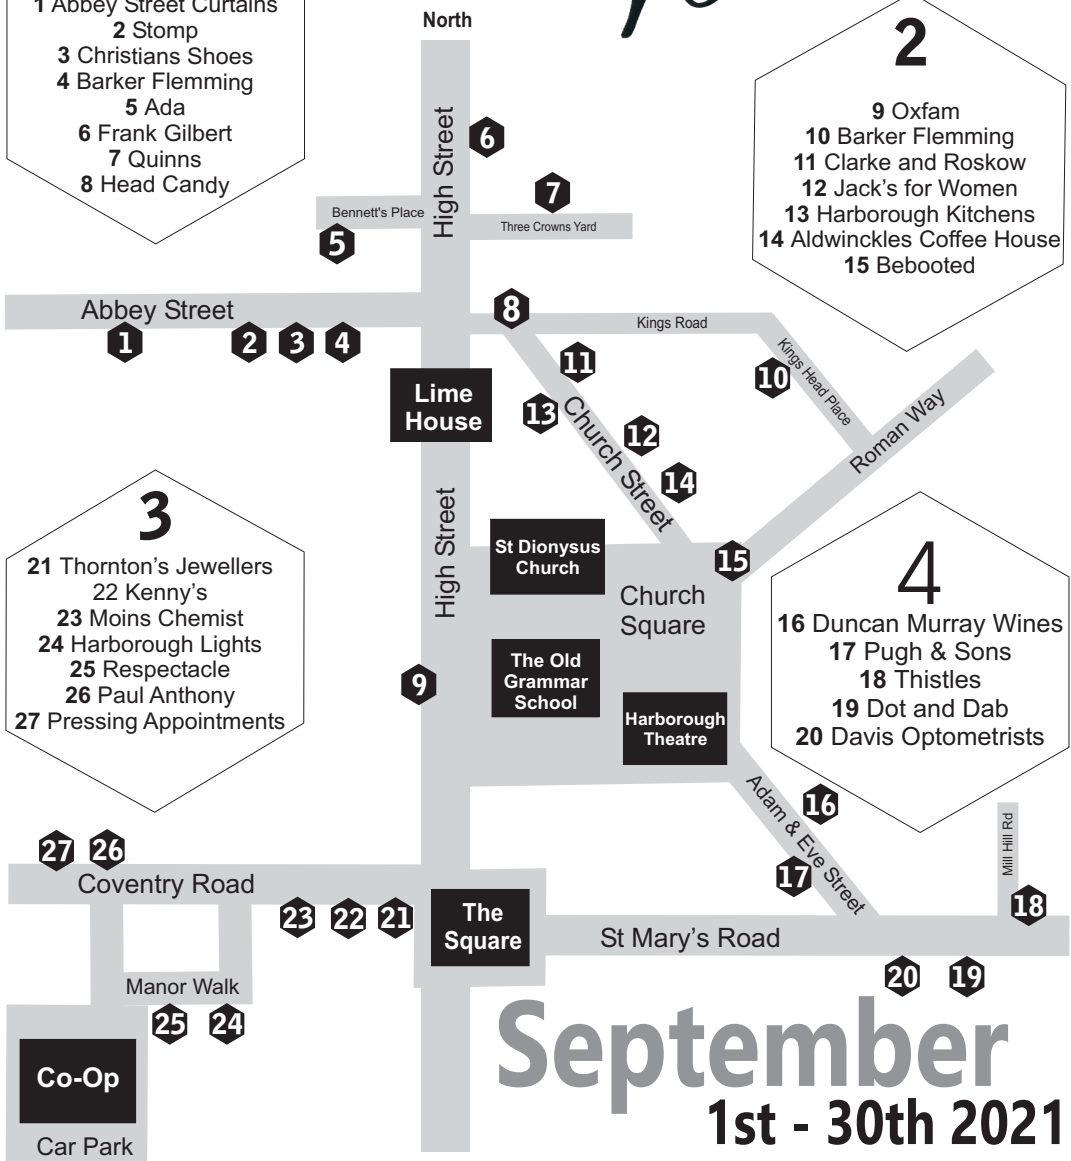 1 Abbey Street Curtains
2 Stomp
3 Christians Shoes
4 Barker Flemming
5 Ada
6 Frank Gilbert
7 Quinns
8 Head Candy
North
2
9 Oxfam
10 Barker Flemming
11 Clarke and Roskow
12 Jack's for Women
13 Harborough Kitchens
14 Aldwinckles Coffee House
15 Bebooted
High Street
6
7
Bennett's Place
Three Crowns Yard
5
Abbey Street
8
Kings Road
1
2
3
4
11
10
Kings Head Place
Lime
House
13
Church Street
12
14
Roman Way
3
21 Thornton's Jewellers
22 Kenny's
23 Moins Chemist
24 Harborough Lights
25 Respectacle
26 Paul Anthony
27 Pressing Appointments
High Street
St Dionysus
Church
15
Church
Square
4
16 Duncan Murray Wines
17 Pugh & Sons
18 Thistles
19 Dot and Dab
20 Davis Optometrists
9
The Old
Grammar
School
Harborough
Theatre
Adam & Eve Street
16
17
Mill Hill Rd
18
27
26
Coventry Road
23
22
21
The
Square
St Mary's Road
20
19
Manor Walk
25
24
Co-Op
Car Park
September
1st - 30th 2021